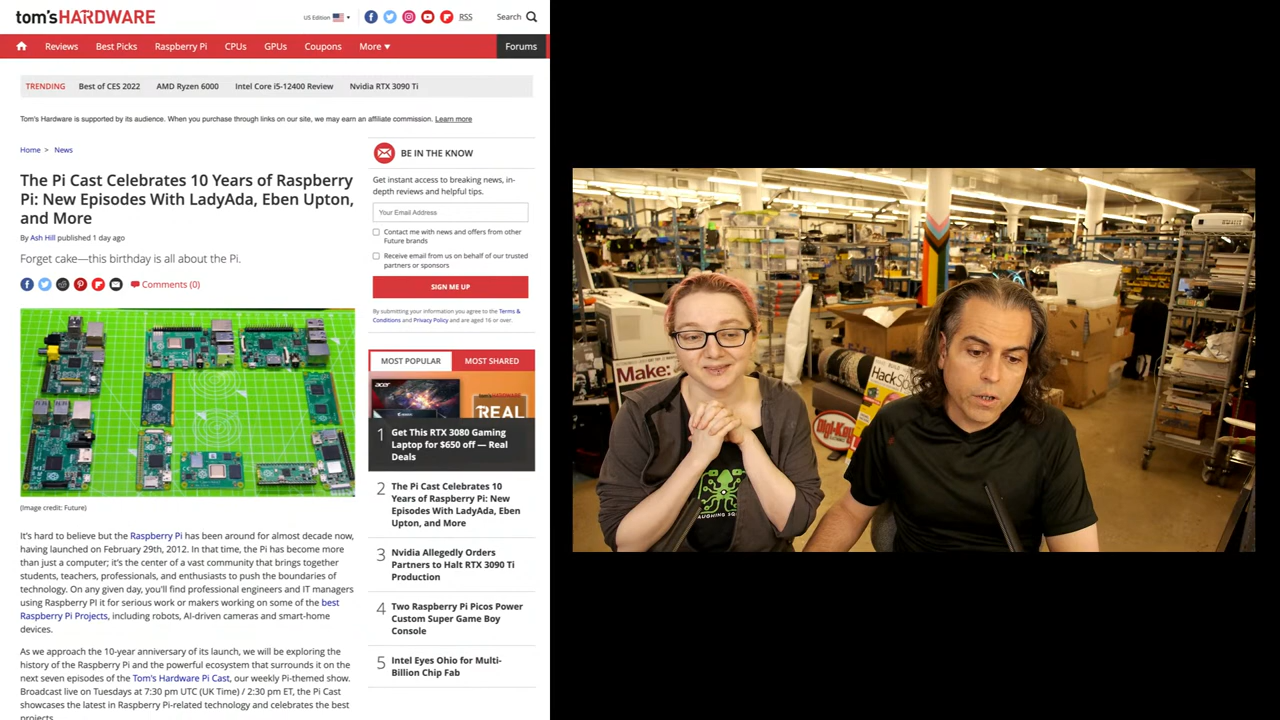 tom's HARDWARE
US Edition
RSS
Search
Reviews
Best Picks
Raspberry Pi
CPUs
GPUs
Coupons
More
Forums
TRENDING
Best of CES 2022
AMD Ryzen 6000
Intel Core i5-12400 Review
Nvidia RTX 3090 Ti
Tom's Hardware is supported by its audience. When you purchase through links on our site, we may earn an affiliate commission. Learn more
Home > News
The Pi Cast Celebrates 10 Years of Raspberry
Pi: New Episodes With LadyAda, Eben Upton,
and More
By Ash Hill published 1 day ago
Forget cake—this birthday is all about the Pi.
Comments (0)
(Image credit: Future)
It's hard to believe but the Raspberry Pi has been around for almost decade now,
having launched on February 29th, 2012. In that time, the Pi has become more
than just a computer; it's the center of a vast community that brings together
students, teachers, professionals, and enthusiasts to push the boundaries of
technology. On any given day, you'll find professional engineers and IT managers
using Raspberry PI it for serious work or makers working on some of the best
Raspberry Pi Projects, including robots, AI-driven cameras and smart-home
devices.
As we approach the 10-year anniversary of its launch, we will be exploring the
history of the Raspberry Pi and the powerful ecosystem that surrounds it on the
next seven episodes of the Tom's Hardware Pi Cast, our weekly Pi-themed show.
Broadcast live on Tuesdays at 7:30 pm UTC (UK Time) / 2:30 pm ET, the Pi Cast
showcases the latest in Raspberry Pi-related technology and celebrates the best
projects
BE IN THE KNOW
Get instant access to breaking news, in-
depth reviews and helpful tips.
Your Email Address
Contact me with news and offers from other
Future brands
Receive email from us on behalf of our trusted
partners or sponsors
SIGN ME UP
By submitting your information you agree to the Terms &
Conditions and Privacy Policy and are aged 16 or over.
MOST POPULAR
MOST SHARED
acer
tom's HARDWARE
REAL
1 Get This RTX 3080 Gaming
Laptop for $650 off — Real
Deals
2 The Pi Cast Celebrates 10
Years of Raspberry Pi: New
Episodes With LadyAda, Eben
Upton, and More
3 Nvidia Allegedly Orders
Partners to Halt RTX 3090 Ti
Production
4 Two Raspberry Pi Picos Power
Custom Super Game Boy
Console
5 Intel Eyes Ohio for Multi-
Billion Chip Fab
Make:
HackSp
Digi-Key